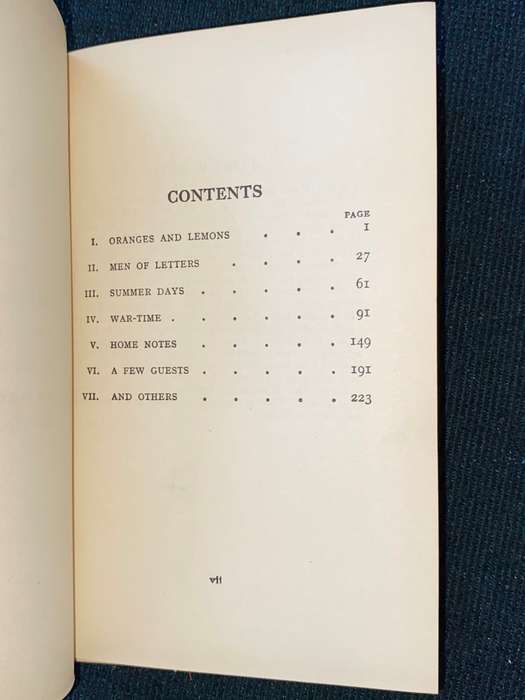 CONTENTS
PAGE
I. ORANGES AND LEMONS . . . 1
II. MEN OF LETTERS . . . . 27
III. SUMMER DAYS . . . . . 61
IV. WAR-TIME . . . . . . 91
V. HOME NOTES . . . . . 149
VI. A FEW GUESTS . . . . . 191
VII. AND OTHERS . . . . . 223
vii